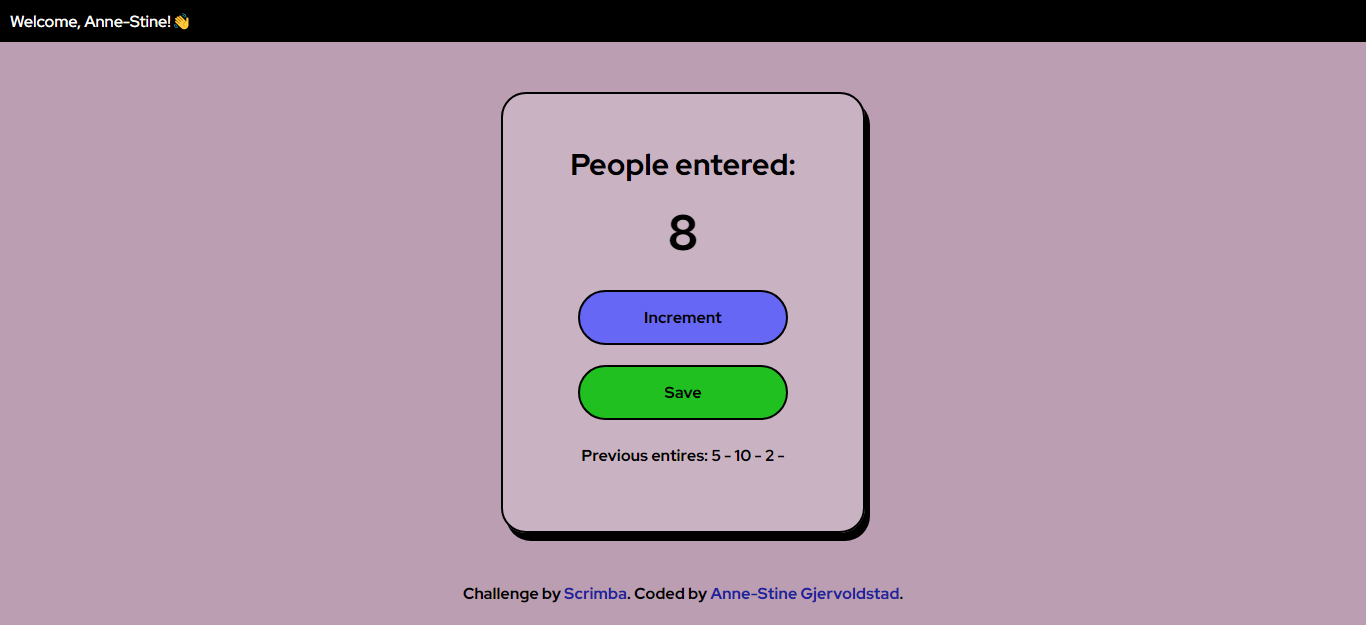 Welcome, Anne-Stine! 👋
People entered:
8
Increment
Save
Previous entires: 5 - 10 - 2 -
Challenge by Scrimba. Coded by Anne-Stine Gjervoldstad.